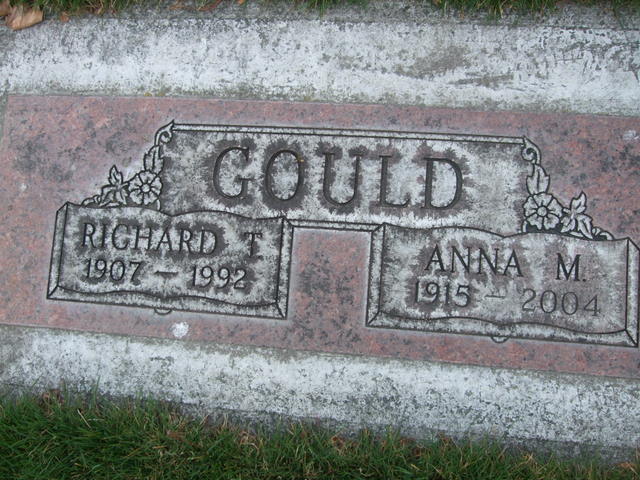 GOULD
RICHARD T.
1907 – 1992
ANNA M.
1915 – 2004